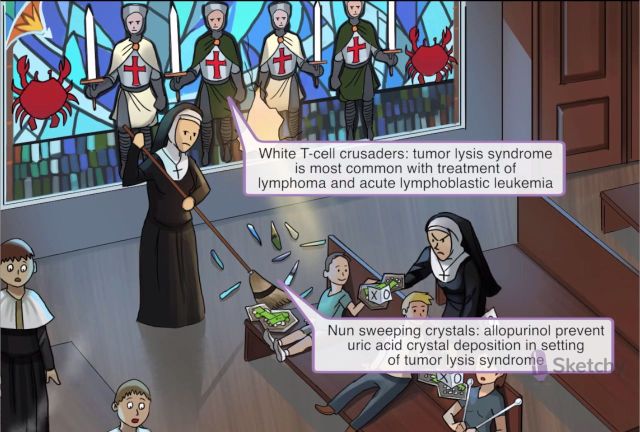 White T-cell crusaders: tumor lysis syndrome
is most common with treatment of
lymphoma and acute lymphoblastic leukemia
XO
Nun sweeping crystals: allopurinol prevent
uric acid crystal deposition in setting
of tumor lysis syndrome
Sketchy
XO